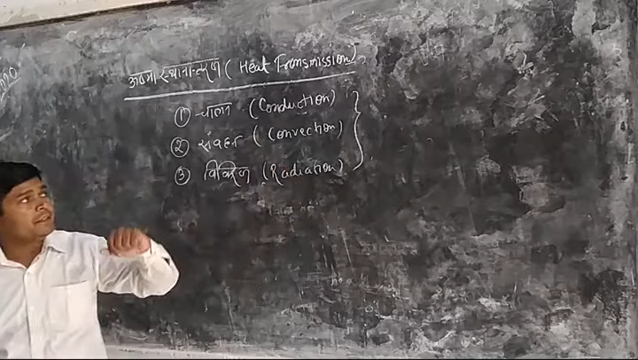 ऊष्मा स्थानान्तरण (Heat Transmission)
① चालन (Conduction)
② संवहन (Convection)
③ विकिरण (Radiation)